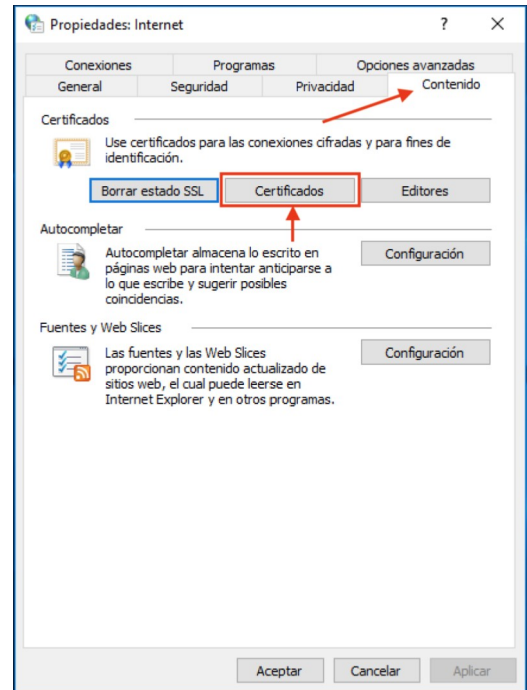 Propiedades: Internet
Conexiones Programas Opciones avanzadas
General Seguridad Privacidad Contenido
Certificados
Use certificados para las conexiones cifradas y para fines de
identificación.
Borrar estado SSL Certificados Editores
Autocompletar
Autocompletar almacena lo escrito en
páginas web para intentar anticiparse a
lo que escribe y sugerir posibles
coincidencias.
Configuración
Fuentes y Web Slices
Las fuentes y las Web Slices
proporcionan contenido actualizado de
sitios web, el cual puede leerse en
Internet Explorer y en otros programas.
Configuración
Aceptar Cancelar Aplicar